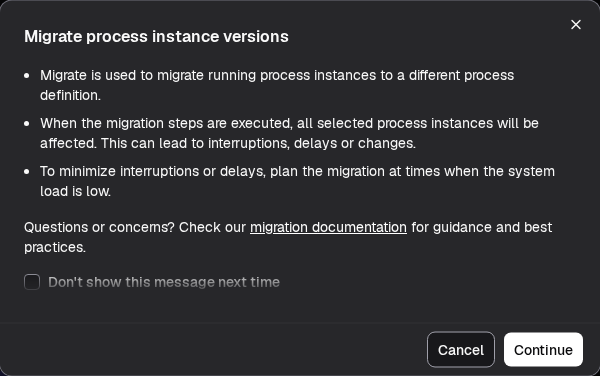 Migrate process instance versions
Migrate is used to migrate running process instances to a different process
definition.
When the migration steps are executed, all selected process instances will be
affected. This can lead to interruptions, delays or changes.
To minimize interruptions or delays, plan the migration at times when the system
load is low.
Questions or concerns? Check our migration documentation for guidance and best
practices.
Don't show this message next time
Cancel
Continue